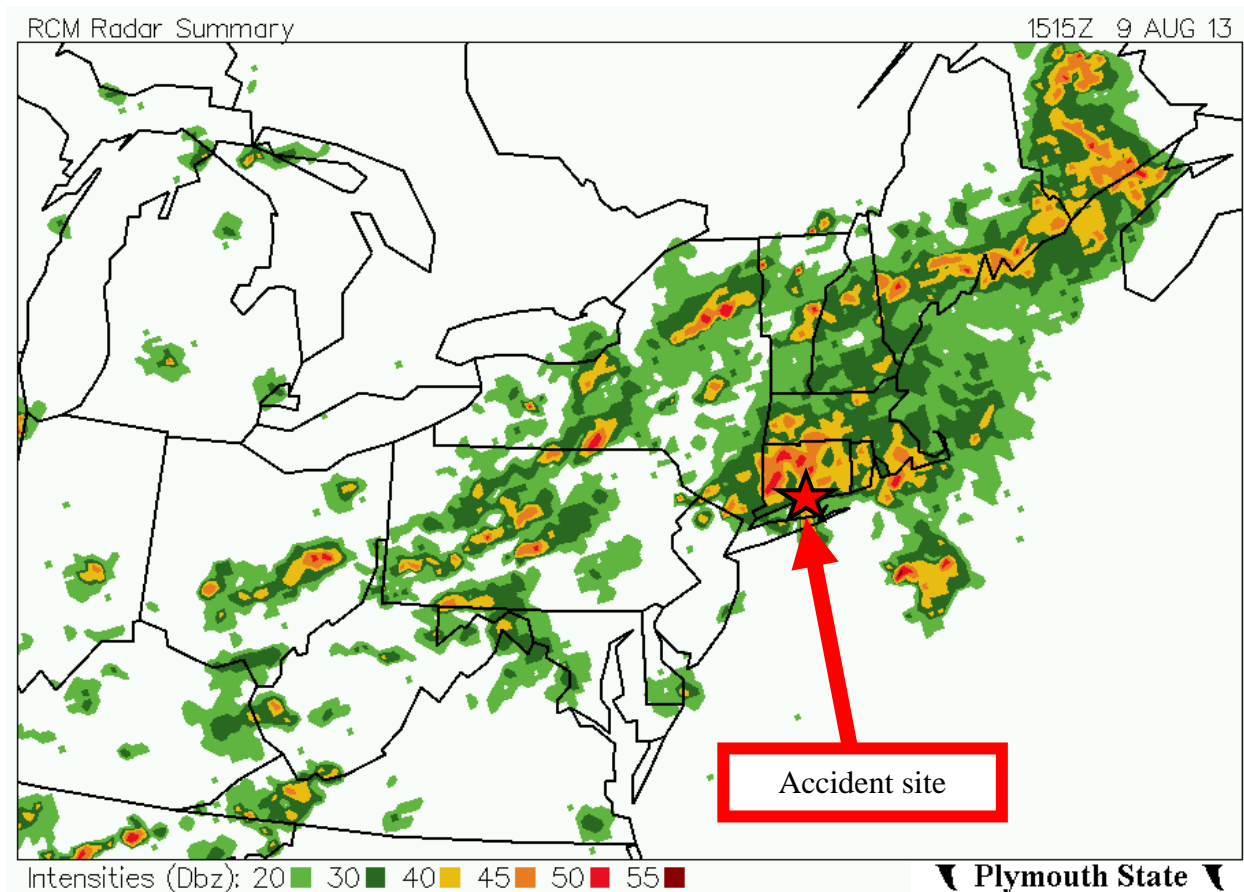 RCM Radar Summary 1515Z 9 AUG 13
Accident site
Intensities (Dbz): 20 30 40 45 50 55 Plymouth State